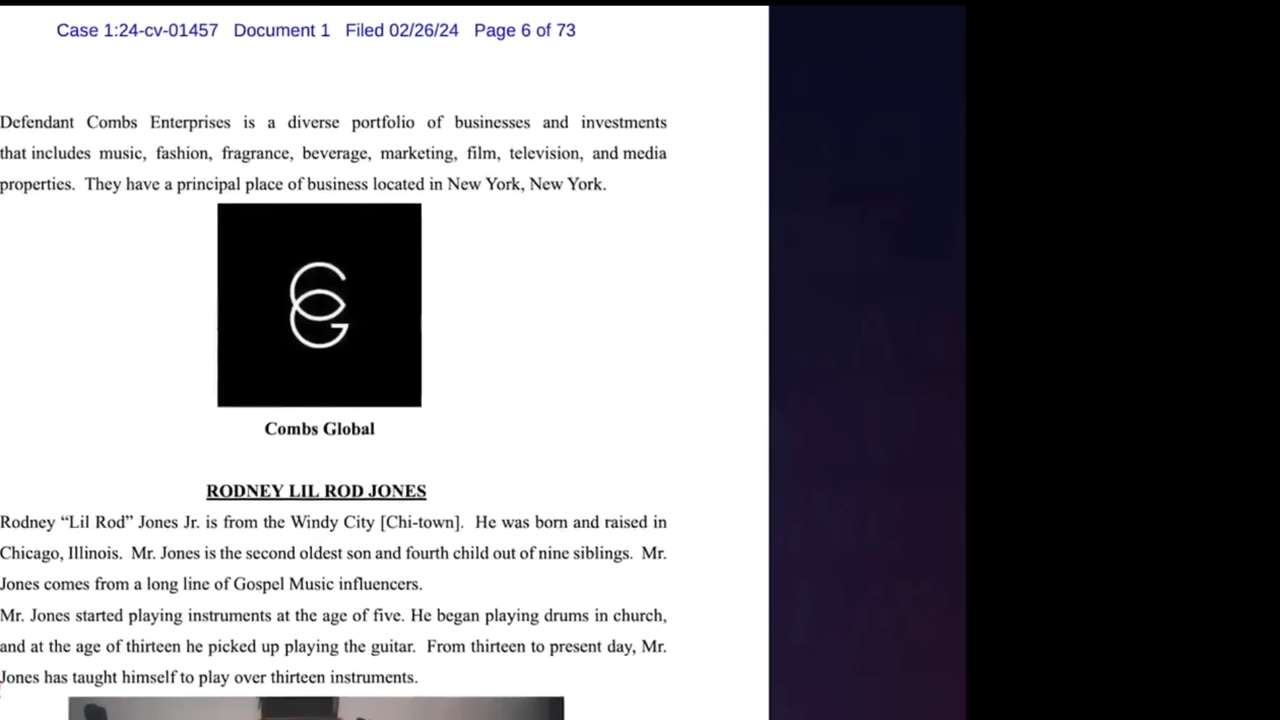 Case 1:24-cv-01457 Document 1 Filed 02/26/24 Page 6 of 73
Defendant Combs Enterprises is a diverse portfolio of businesses and investments
that includes music, fashion, fragrance, beverage, marketing, film, television, and media
properties. They have a principal place of business located in New York, New York.
CG
Combs Global
RODNEY LIL ROD JONES
Rodney “Lil Rod” Jones Jr. is from the Windy City [Chi-town]. He was born and raised in
Chicago, Illinois. Mr. Jones is the second oldest son and fourth child out of nine siblings. Mr.
Jones comes from a long line of Gospel Music influencers.
Mr. Jones started playing instruments at the age of five. He began playing drums in church,
and at the age of thirteen he picked up playing the guitar. From thirteen to present day, Mr.
Jones has taught himself to play over thirteen instruments.